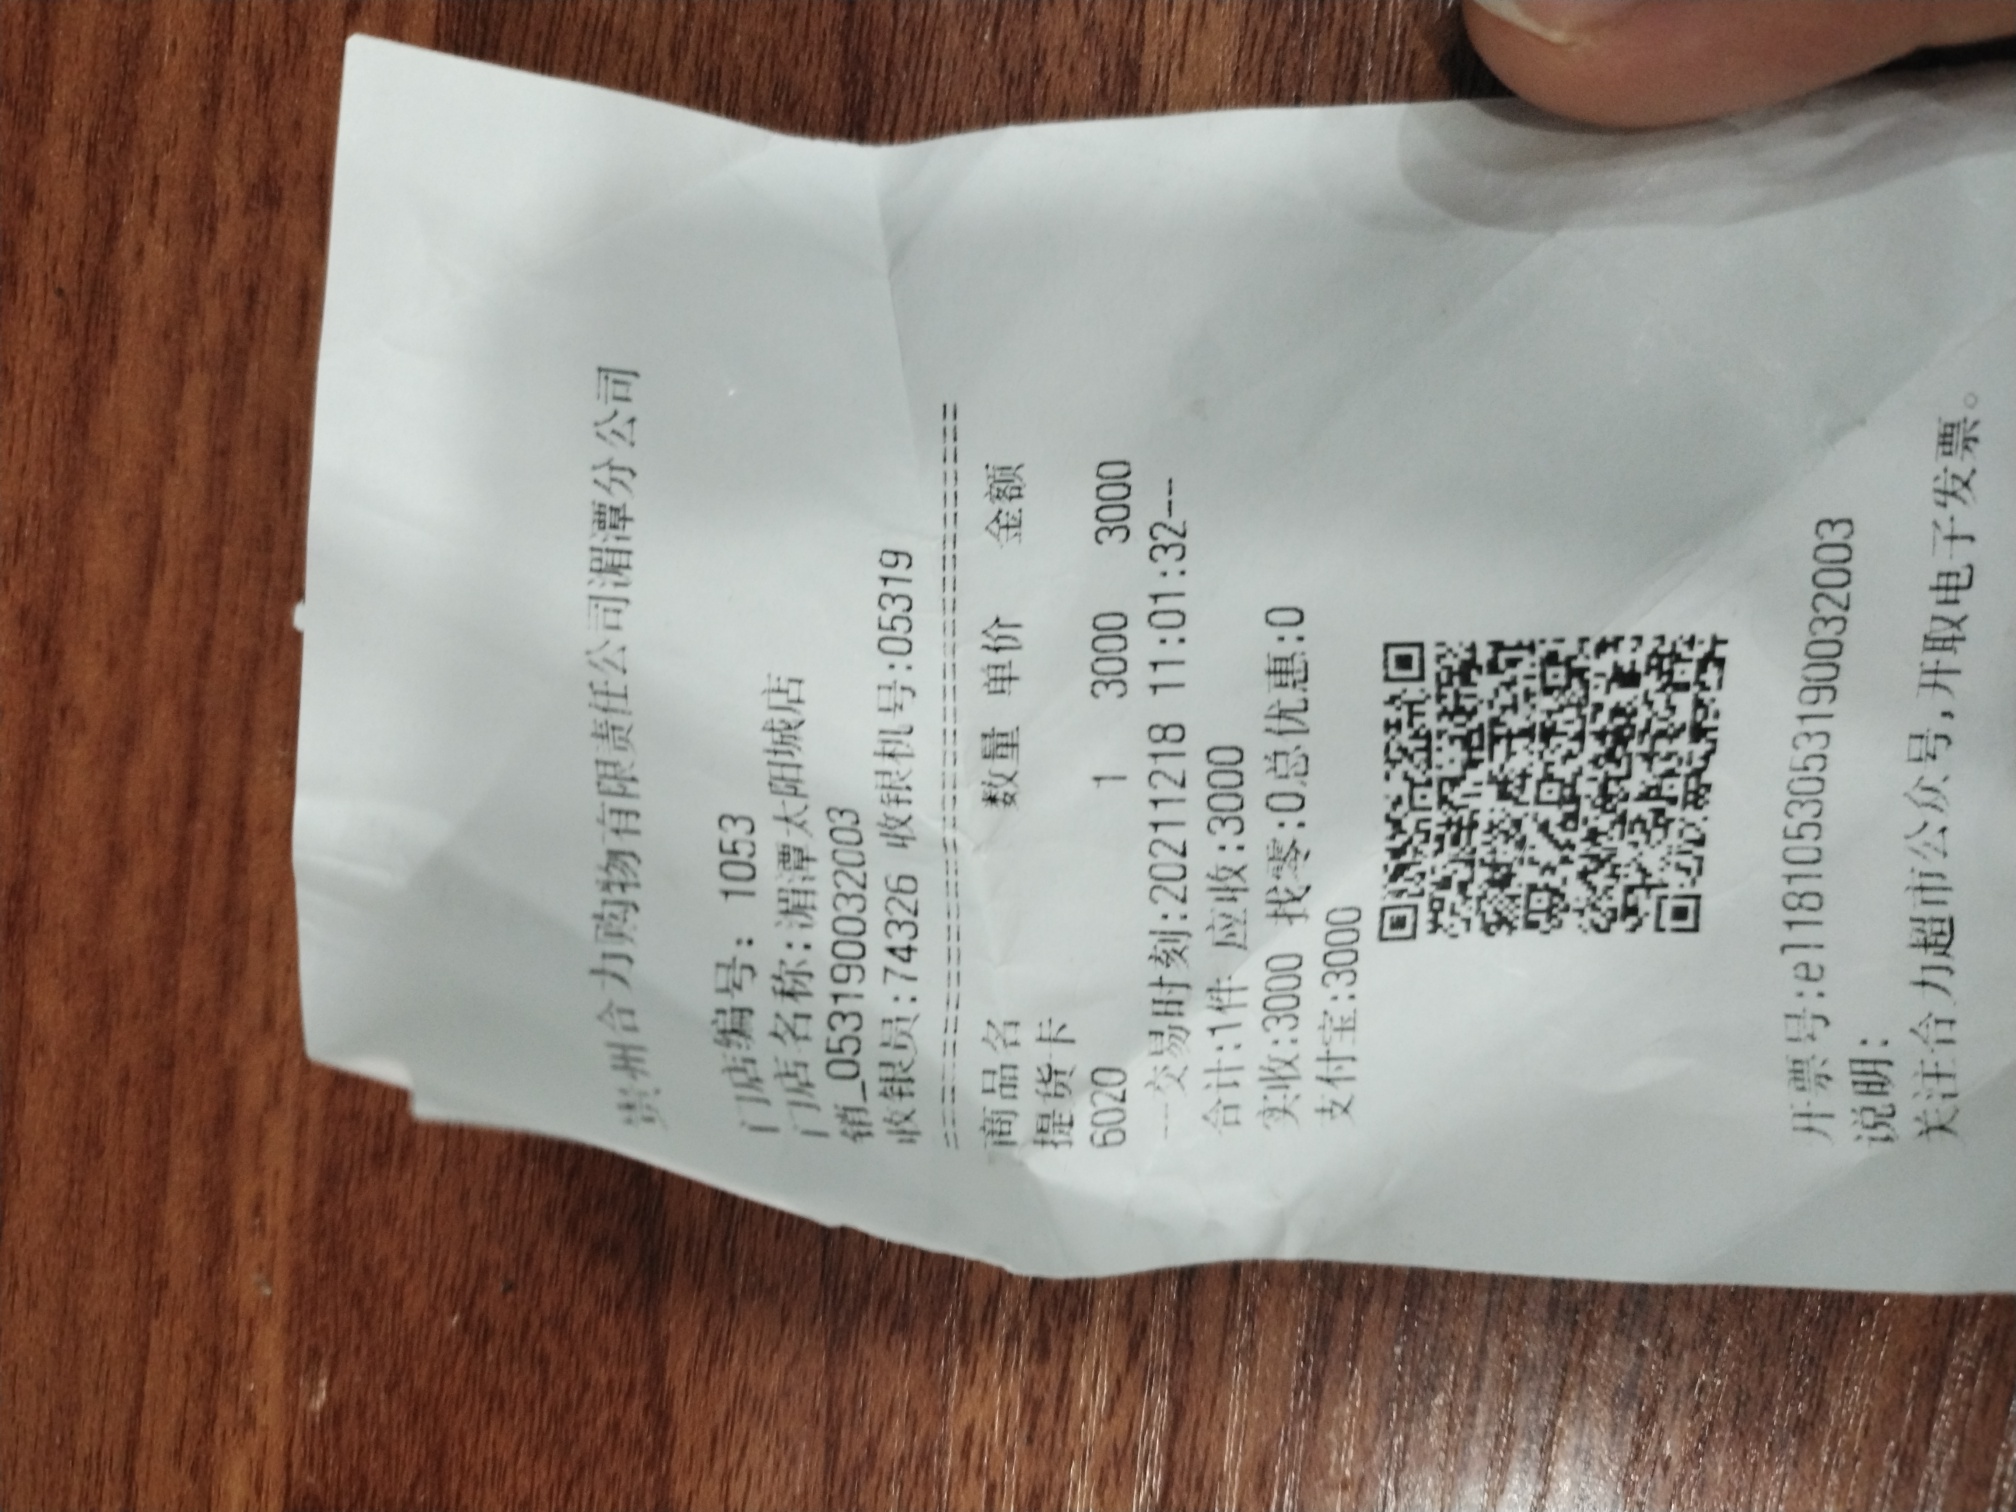 州合力购物有限责任公司湄潭分公司
门店编号: 1053
门店名称:湄潭太阳城店
销_0531900032003
收银员:74326 收银机号:05319
商品名 数量 单价 金额
提货卡
6020 1 3000 3000
--交易时刻:20211218 11:01:32---
合计:1件 应收:3000
实收:3000 找零:0总优惠:0
支付宝:3000
开票号:e11810530531900032003
说明:
关注合力超市公众号,开取电子发票。